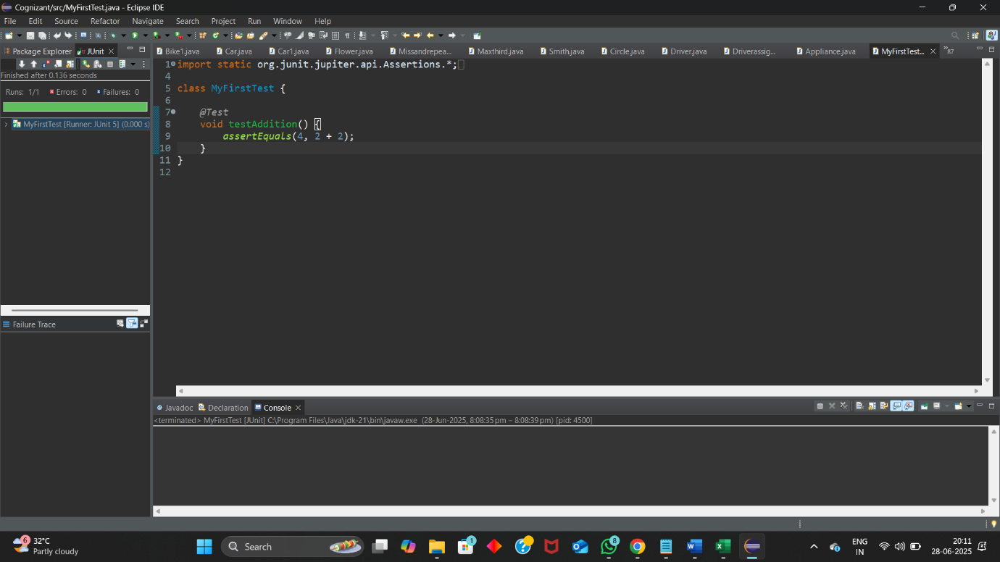 Cognizant/src/MyFirstTest.java - Eclipse IDE
File Edit Source Refactor Navigate Search Project Run Window Help
Package Explorer JUnit
Bike1.java Car.java Car1.java Flower.java Missandrepea... Maxthird.java Smith.java Circle.java Driver.java Driverassig... Appliance.java MyFirstTest... »87
Finished after 0.136 seconds
Runs: 1/1 Errors: 0 Failures: 0
MyFirstTest [Runner: JUnit 5] (0.000 s)
Failure Trace
1 import static org.junit.jupiter.api.Assertions.*;
4
5 class MyFirstTest {
6
7 @Test
8 void testAddition() {
9 assertEquals(4, 2 + 2);
10 }
11 }
12
Javadoc Declaration Console
<terminated> MyFirstTest [JUnit] C:\Program Files\Java\jdk-21\bin\javaw.exe (28-Jun-2025, 8:08:35 pm – 8:08:39 pm) [pid: 4500]
6
32°C
Partly cloudy
Search
1
8
ENG
IN
20:11
28-06-2025